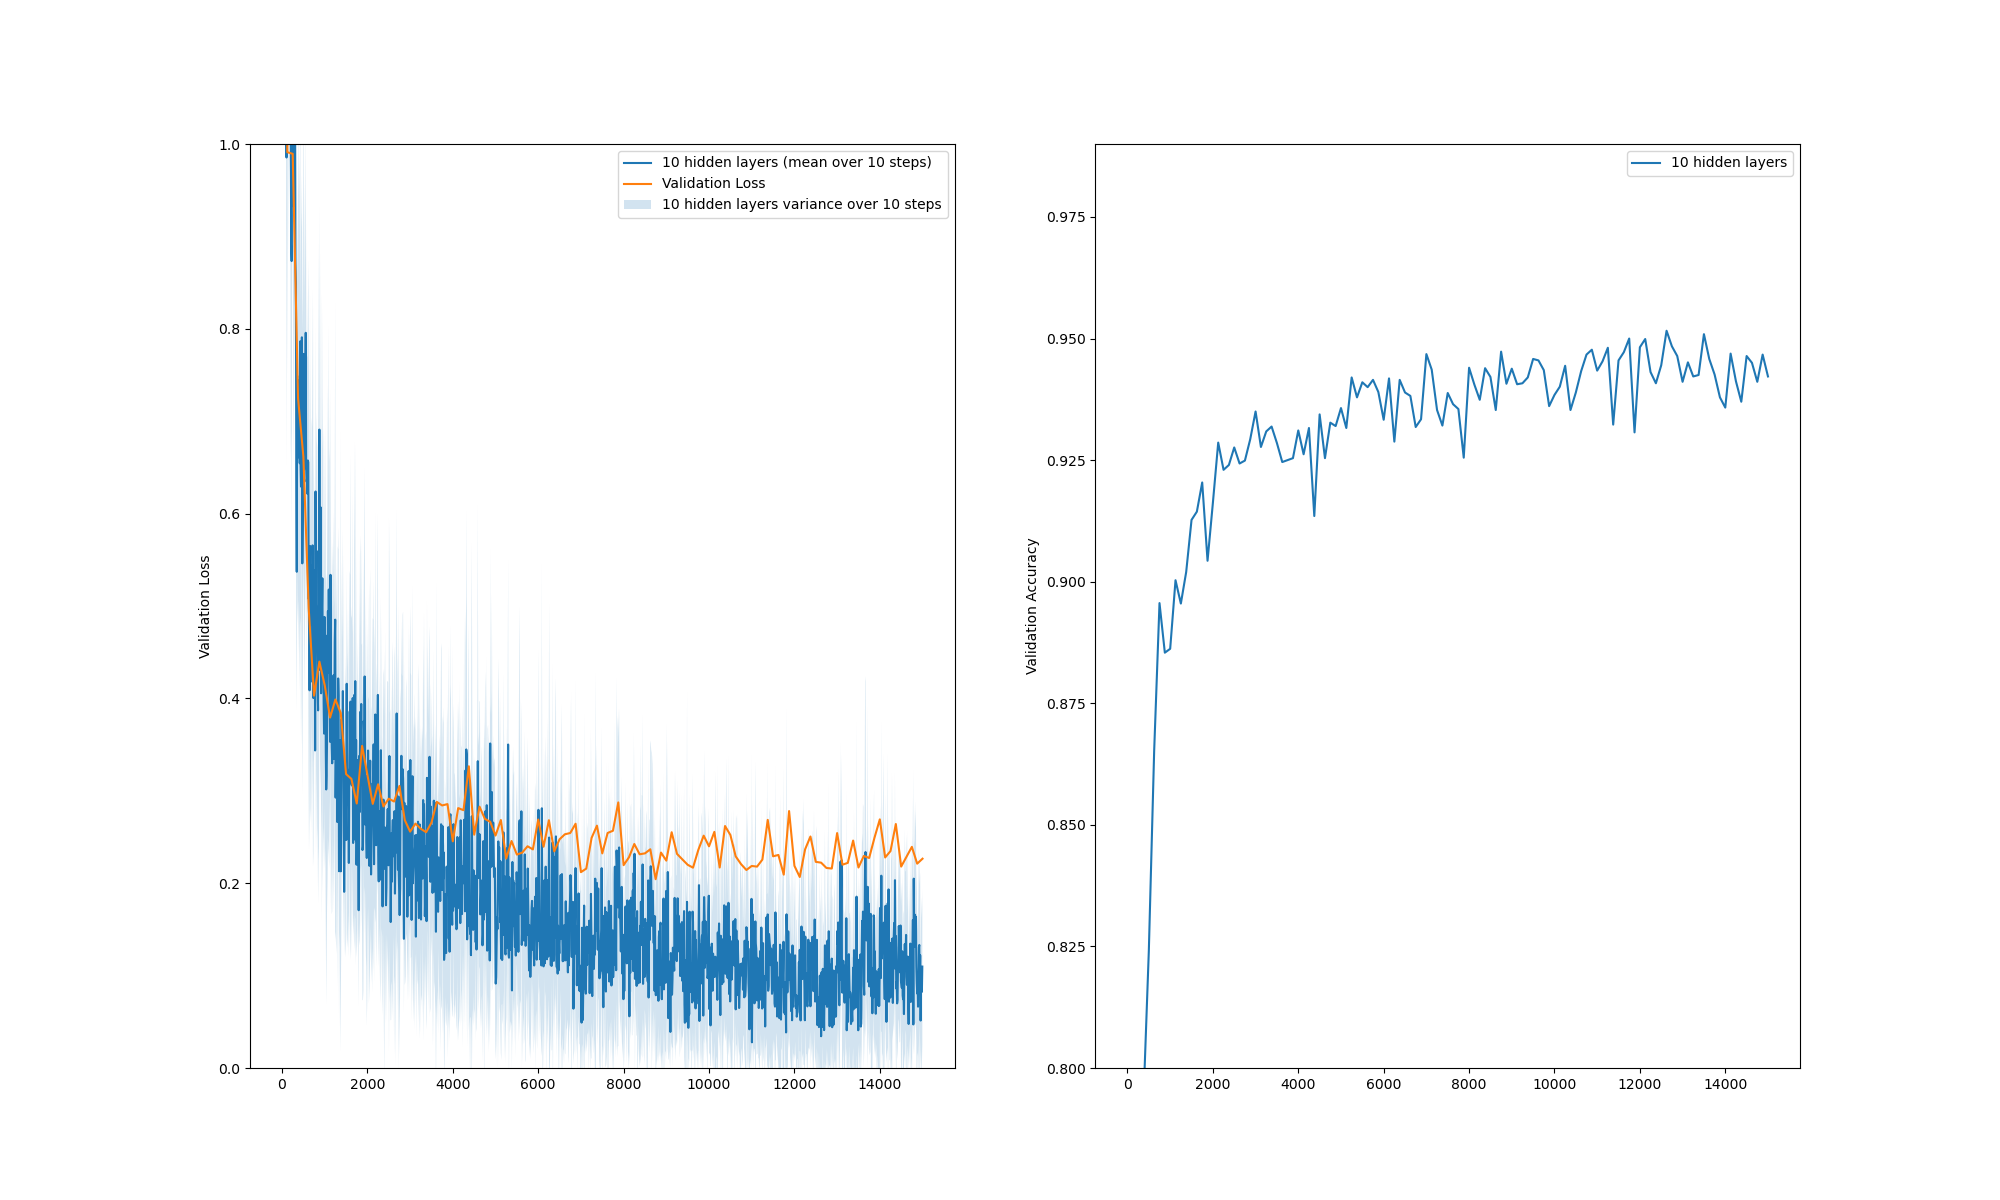 10 hidden layers (mean over 10 steps)
Validation Loss
10 hidden layers variance over 10 steps
Validation Loss
1.0
0.8
0.6
0.4
0.2
0.0
0 2000 4000 6000 8000 10000 12000 14000
10 hidden layers
Validation Accuracy
0.975
0.950
0.925
0.900
0.875
0.850
0.825
0.800
0 2000 4000 6000 8000 10000 12000 14000